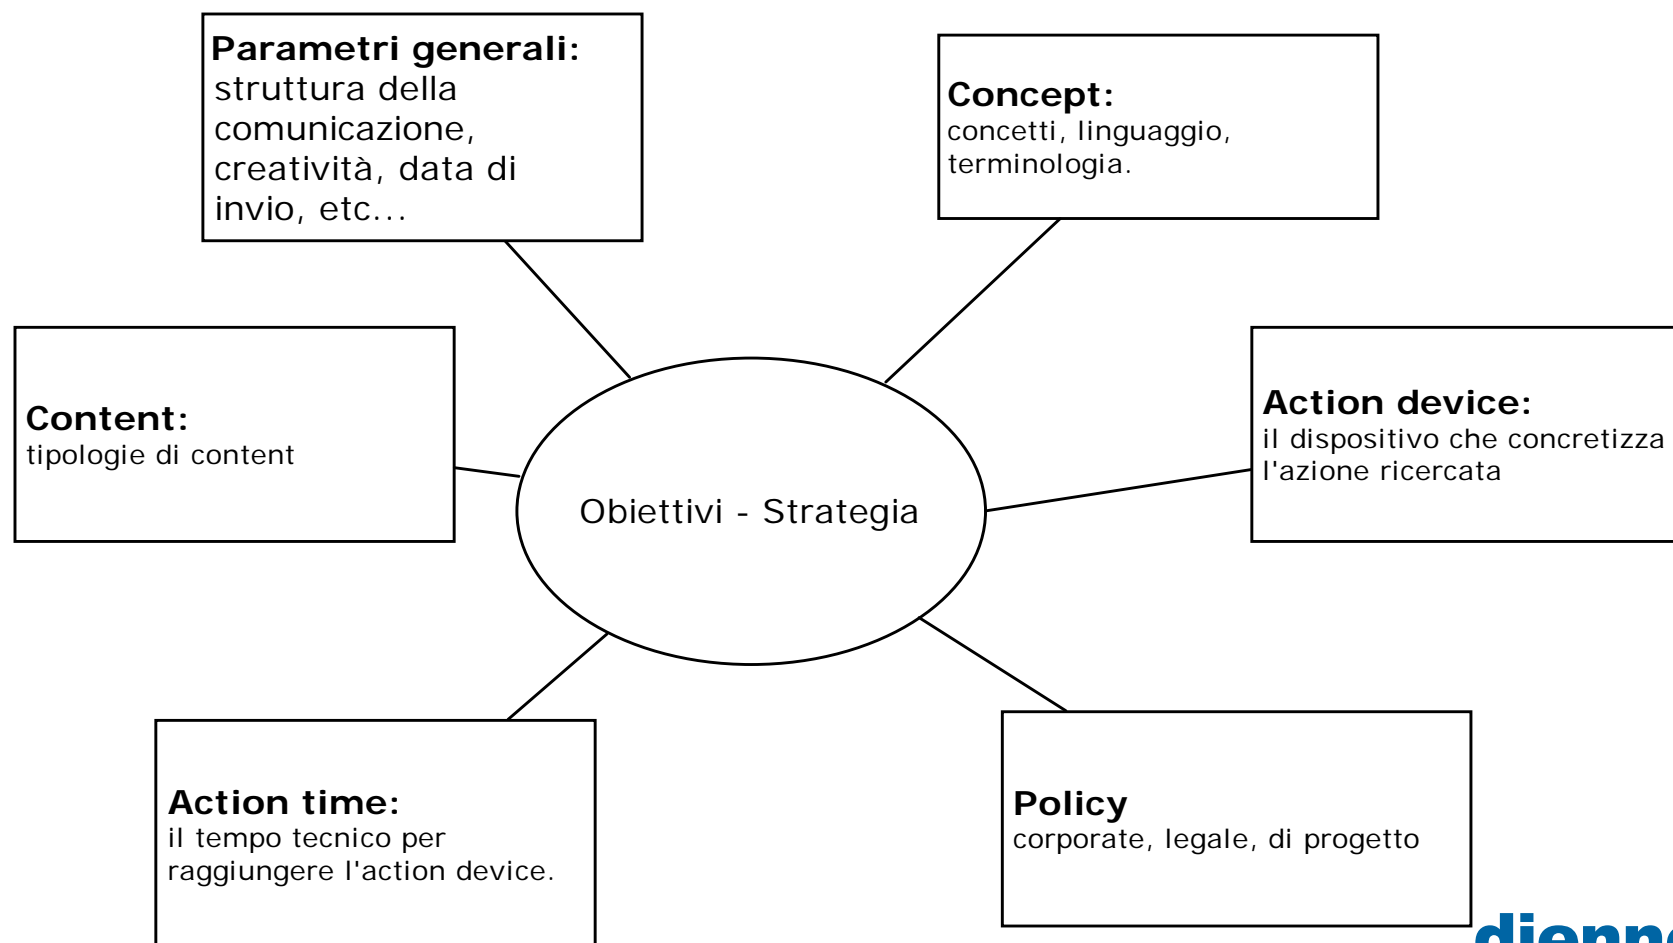 Parametri generali:
struttura della
comunicazione,
creatività, data di
invio, etc...
Concept:
concetti, linguaggio,
terminologia.
Content:
tipologie di content
Action device:
il dispositivo che concretizza
l'azione ricercata
Obiettivi - Strategia
Action time:
il tempo tecnico per
raggiungere l'action device.
Policy
corporate, legale, di progetto